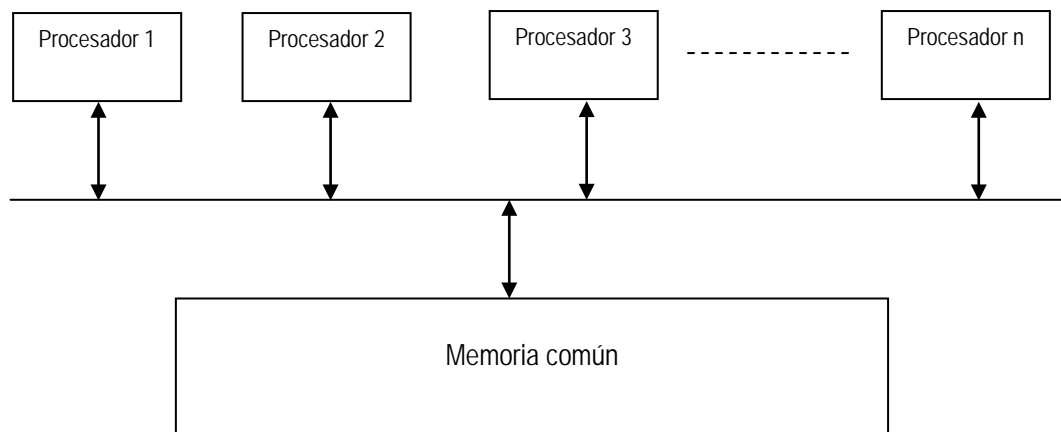 Procesador 1
Procesador 2
Procesador 3
Procesador n
Memoria común